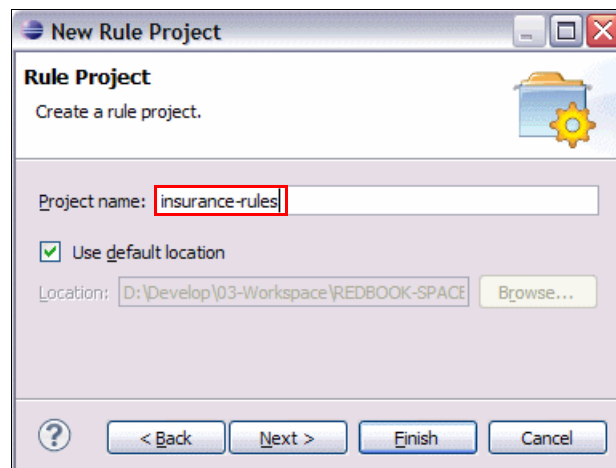 New Rule Project
Rule Project
Create a rule project.
Project name: insurance-rules
Use default location
Location: D:\Develop\03-Workspace\REDBOOK-SPACE Browse...
? < Back Next > Finish Cancel